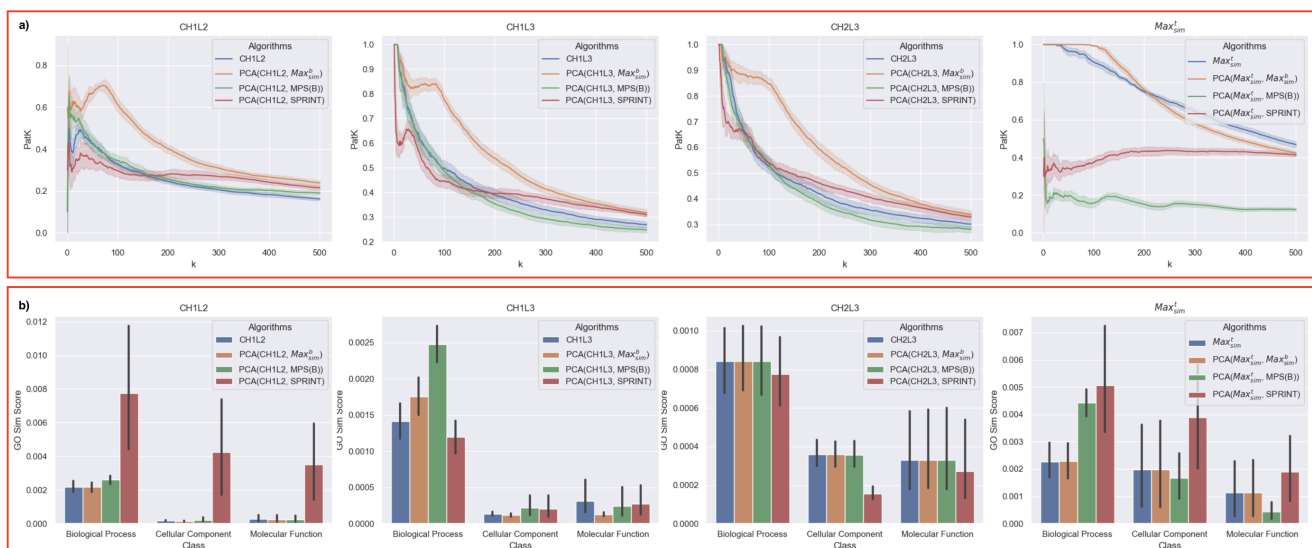 a)
CH1L2
Algorithms
CH1L2
PCA(CH1L2, Max^b_sim)
PCA(CH1L2, MPS(B))
PCA(CH1L2, SPRINT)
PatK
0.8
0.6
0.4
0.2
0.0
0 100 200 300 400 500
k
CH1L3
Algorithms
CH1L3
PCA(CH1L3, Max^b_sim)
PCA(CH1L3, MPS(B))
PCA(CH1L3, SPRINT)
PatK
1.0
0.9
0.8
0.7
0.6
0.5
0.4
0.3
0.2
0 100 200 300 400 500
k
CH2L3
Algorithms
CH2L3
PCA(CH2L3, Max^b_sim)
PCA(CH2L3, MPS(B))
PCA(CH2L3, SPRINT)
PatK
1.0
0.9
0.8
0.7
0.6
0.5
0.4
0.3
0 100 200 300 400 500
k
Max^t_sim
Algorithms
Max^t_sim
PCA(Max^t_sim, Max^b_sim)
PCA(Max^t_sim, MPS(B))
PCA(Max^t_sim, SPRINT)
PatK
1.0
0.8
0.6
0.4
0.2
0.0
0 100 200 300 400 500
k
b)
CH1L2
Algorithms
CH1L2
PCA(CH1L2, Max^b_sim)
PCA(CH1L2, MPS(B))
PCA(CH1L2, SPRINT)
GO Sim Score
0.012
0.010
0.008
0.006
0.004
0.002
0.000
Biological Process Cellular Component Molecular Function
Class
CH1L3
Algorithms
CH1L3
PCA(CH1L3, Max^b_sim)
PCA(CH1L3, MPS(B))
PCA(CH1L3, SPRINT)
GO Sim Score
0.0025
0.0020
0.0015
0.0010
0.0005
0.0000
Biological Process Cellular Component Molecular Function
Class
CH2L3
Algorithms
CH2L3
PCA(CH2L3, Max^b_sim)
PCA(CH2L3, MPS(B))
PCA(CH2L3, SPRINT)
GO Sim Score
0.0010
0.0008
0.0006
0.0004
0.0002
0.0000
Biological Process Cellular Component Molecular Function
Class
Max^t_sim
Algorithms
Max^t_sim
PCA(Max^t_sim, Max^b_sim)
PCA(Max^t_sim, MPS(B))
PCA(Max^t_sim, SPRINT)
GO Sim Score
0.007
0.006
0.005
0.004
0.003
0.002
0.001
0.000
Biological Process Cellular Component Molecular Function
Class